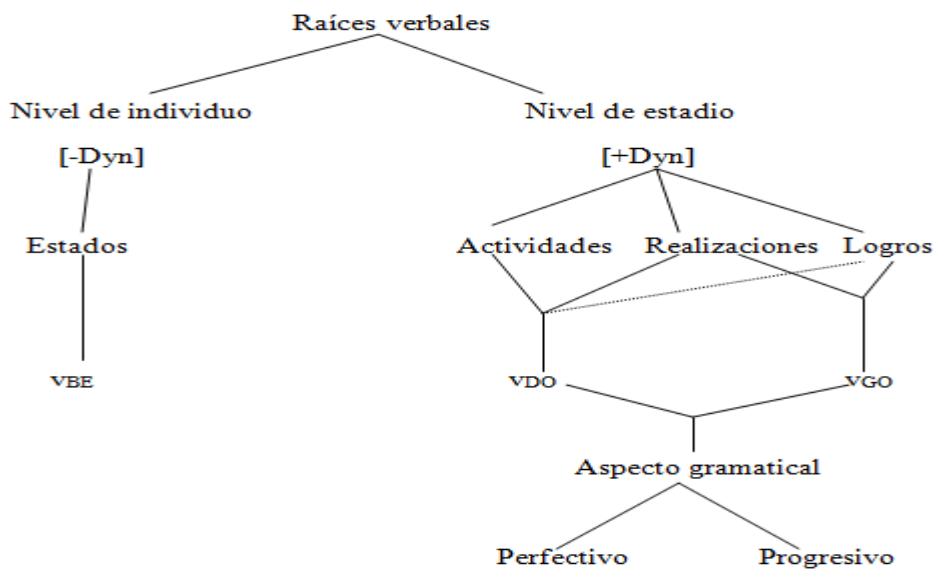 Raíces verbales
Nivel de individuo Nivel de estadio
[-Dyn] [+Dyn]
Estados Actividades Realizaciones Logros
VBE VDO VGO
Aspecto gramatical
Perfectivo Progresivo